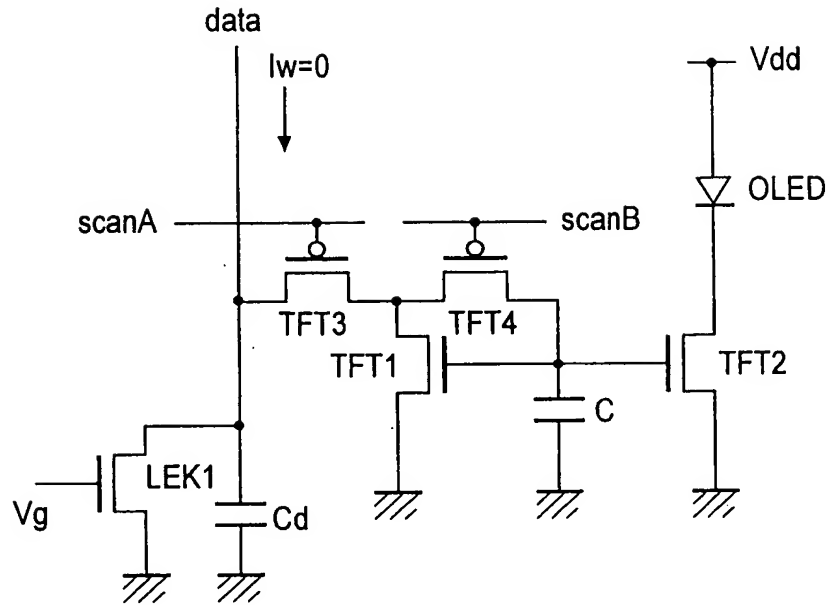 data
Iw=0
Vdd
OLED
scanA
scanB
TFT3
TFT4
TFT1
TFT2
C
LEK1
Vg
Cd